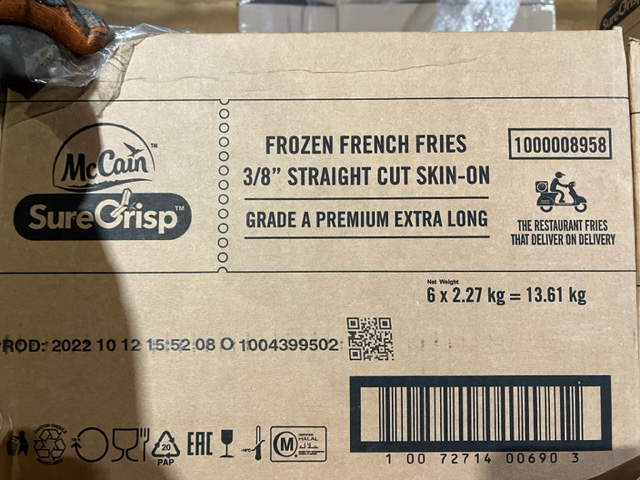 McCain™
SureCrisp™
FROZEN FRENCH FRIES
3/8" STRAIGHT CUT SKIN-ON
GRADE A PREMIUM EXTRA LONG
1000008958
THE RESTAURANT FRIES
THAT DELIVER ON DELIVERY
Net Weight
6 x 2.27 kg = 13.61 kg
ROD: 2022 10 12 15:52:08 O 1004399502
20
PAP
EAC
M
HALAL
1 00 72714 00690 3